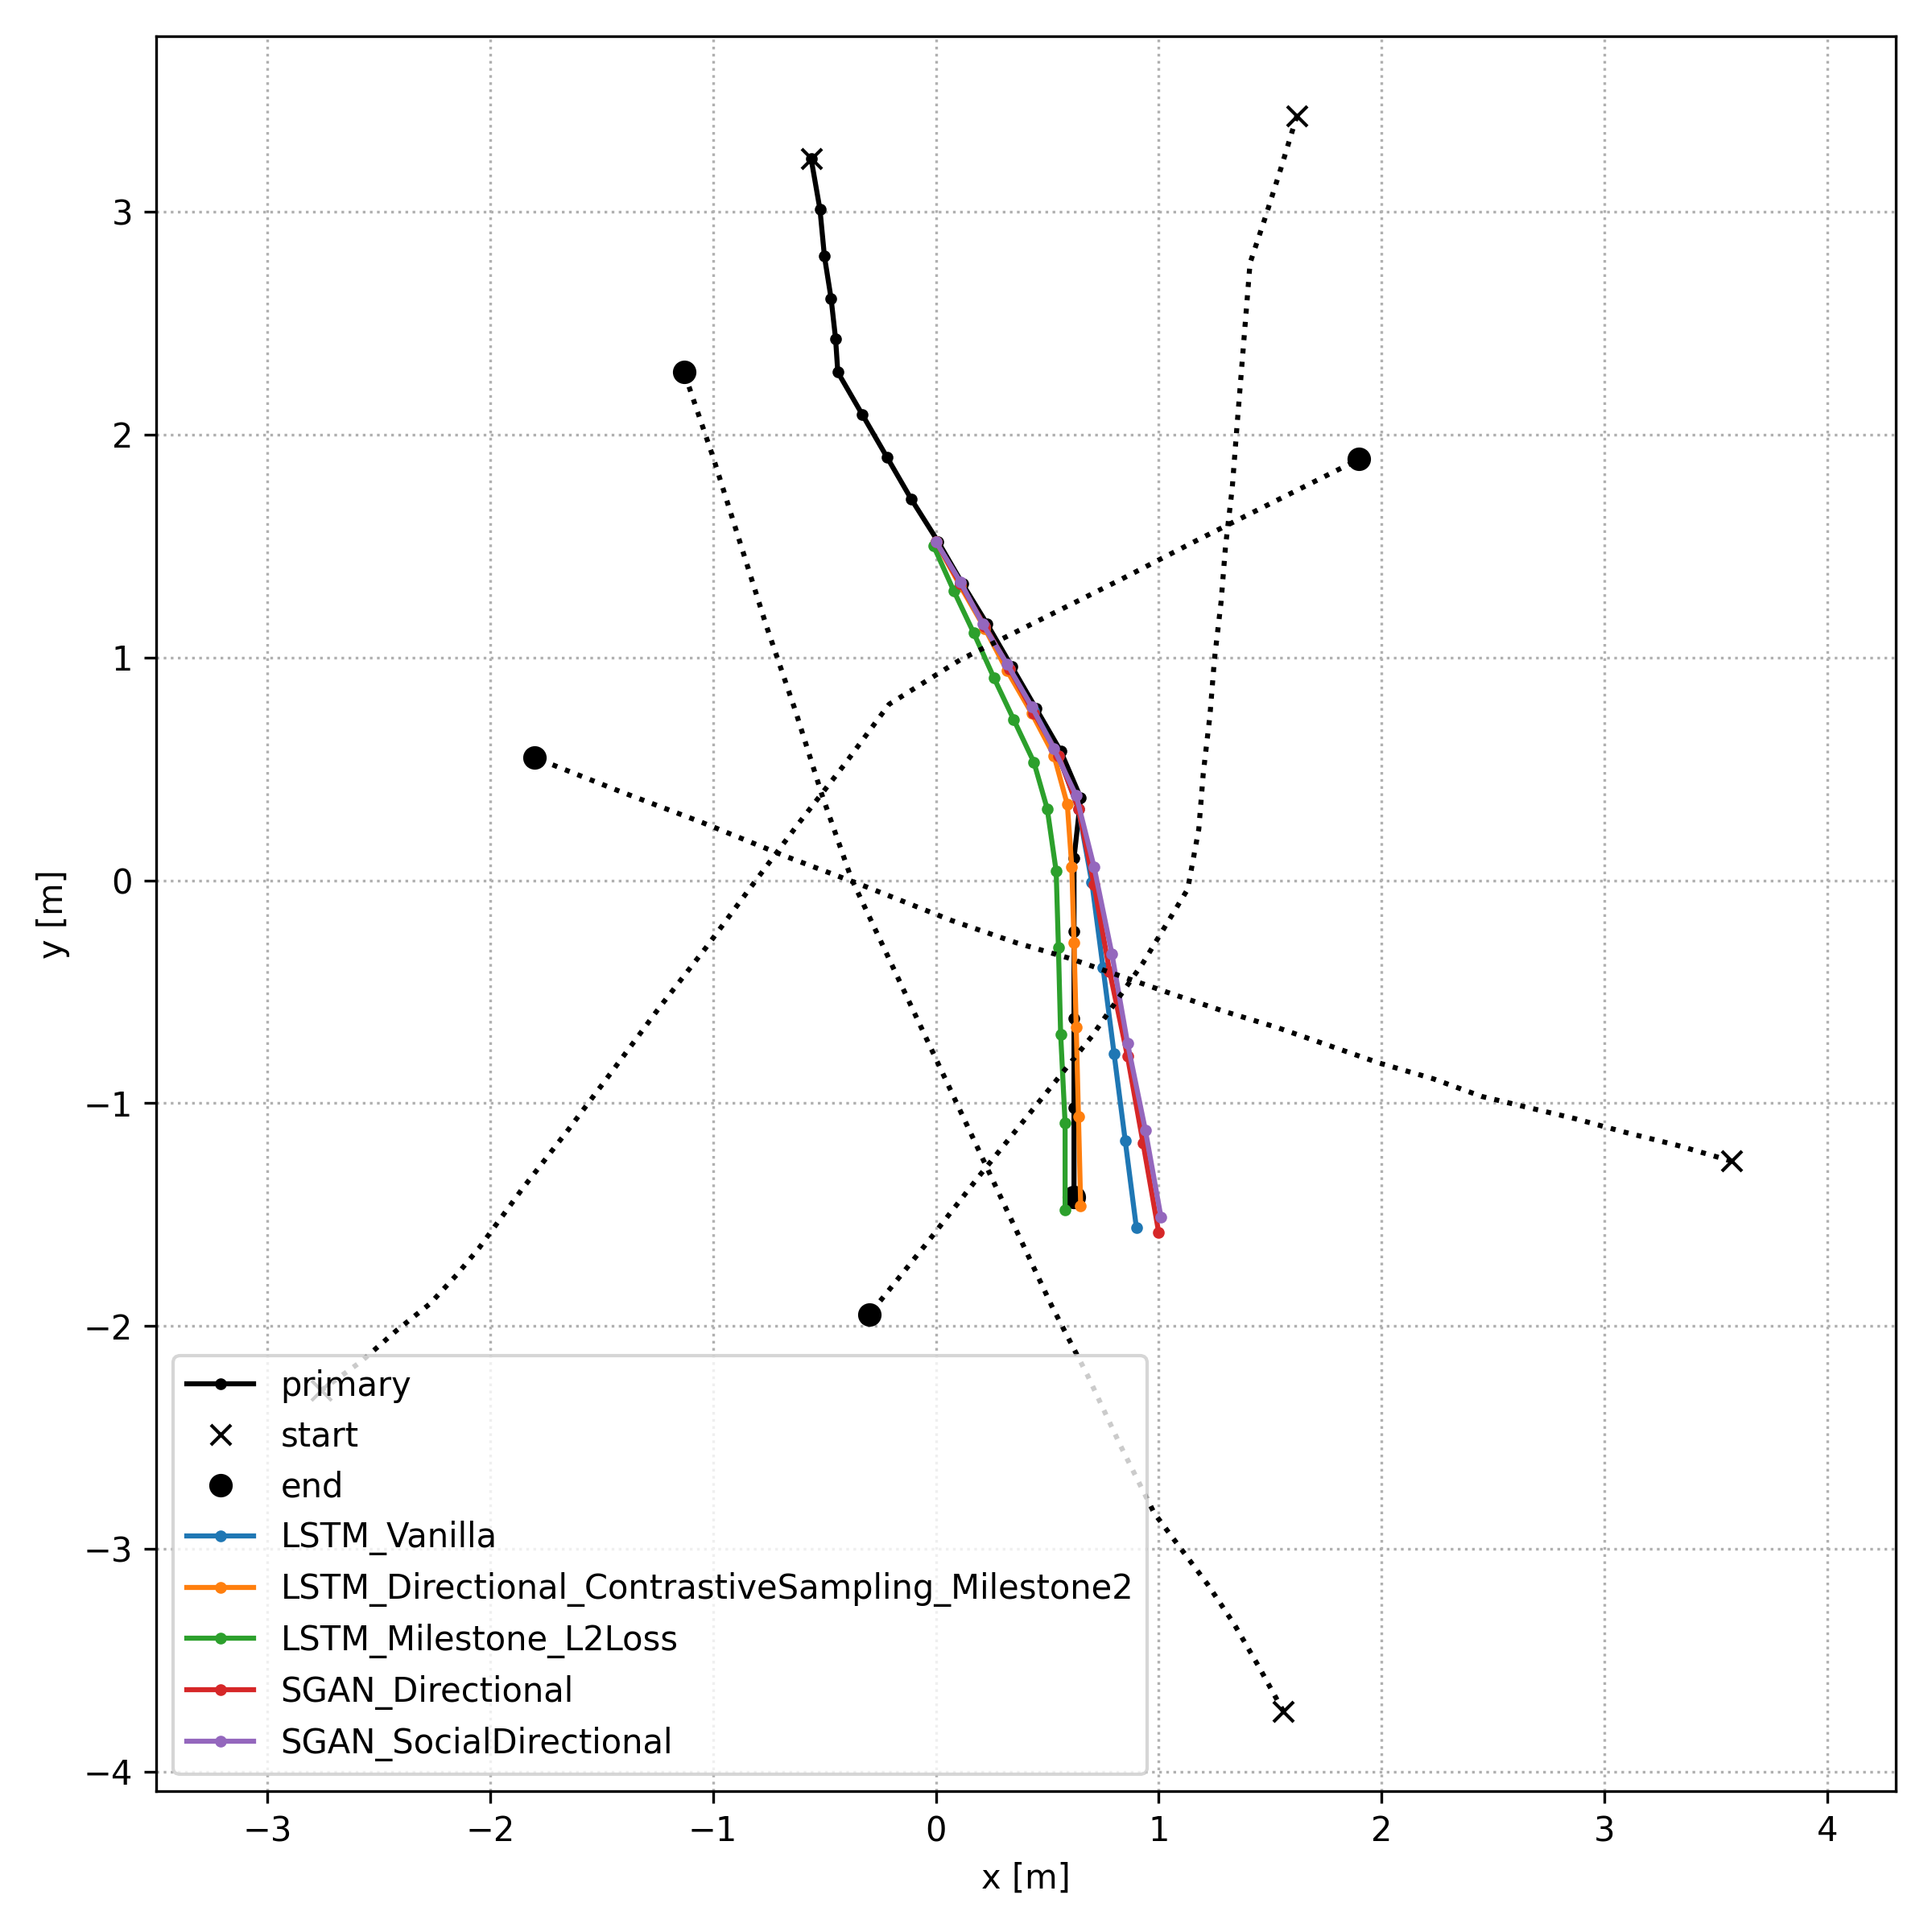 3
2
1
0
−1
−2
−3
−4
y [m]
primary
start
end
LSTM_Vanilla
LSTM_Directional_ContrastiveSampling_Milestone2
LSTM_Milestone_L2Loss
SGAN_Directional
SGAN_SocialDirectional
−3 −2 −1 0 1 2 3 4
x [m]